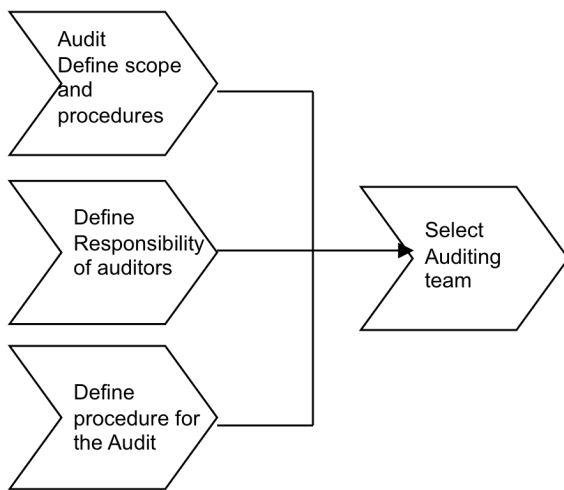 Audit
Define scope
and
procedures
Define
Responsibility
of auditors
Select
Auditing
team
Define
procedure for
the Audit